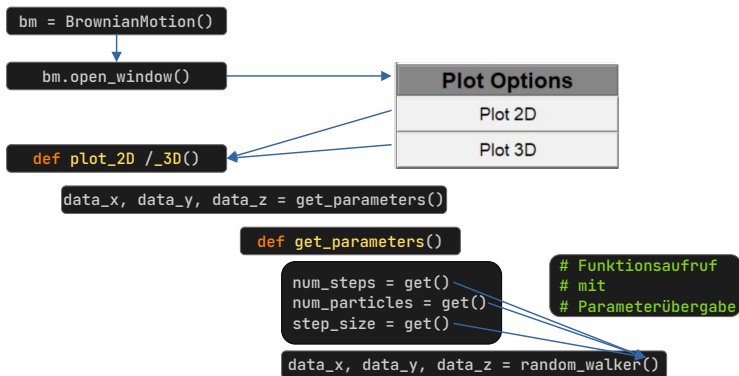 bm = BrownianMotion()
bm.open_window()
Plot Options
Plot 2D
Plot 3D
def plot_2D /_3D()
data_x, data_y, data_z = get_parameters()
def get_parameters()
num_steps = get()
num_particles = get()
step_size = get()
# Funktionsaufruf
# mit
# Parameterübergabe
data_x, data_y, data_z = random_walker()